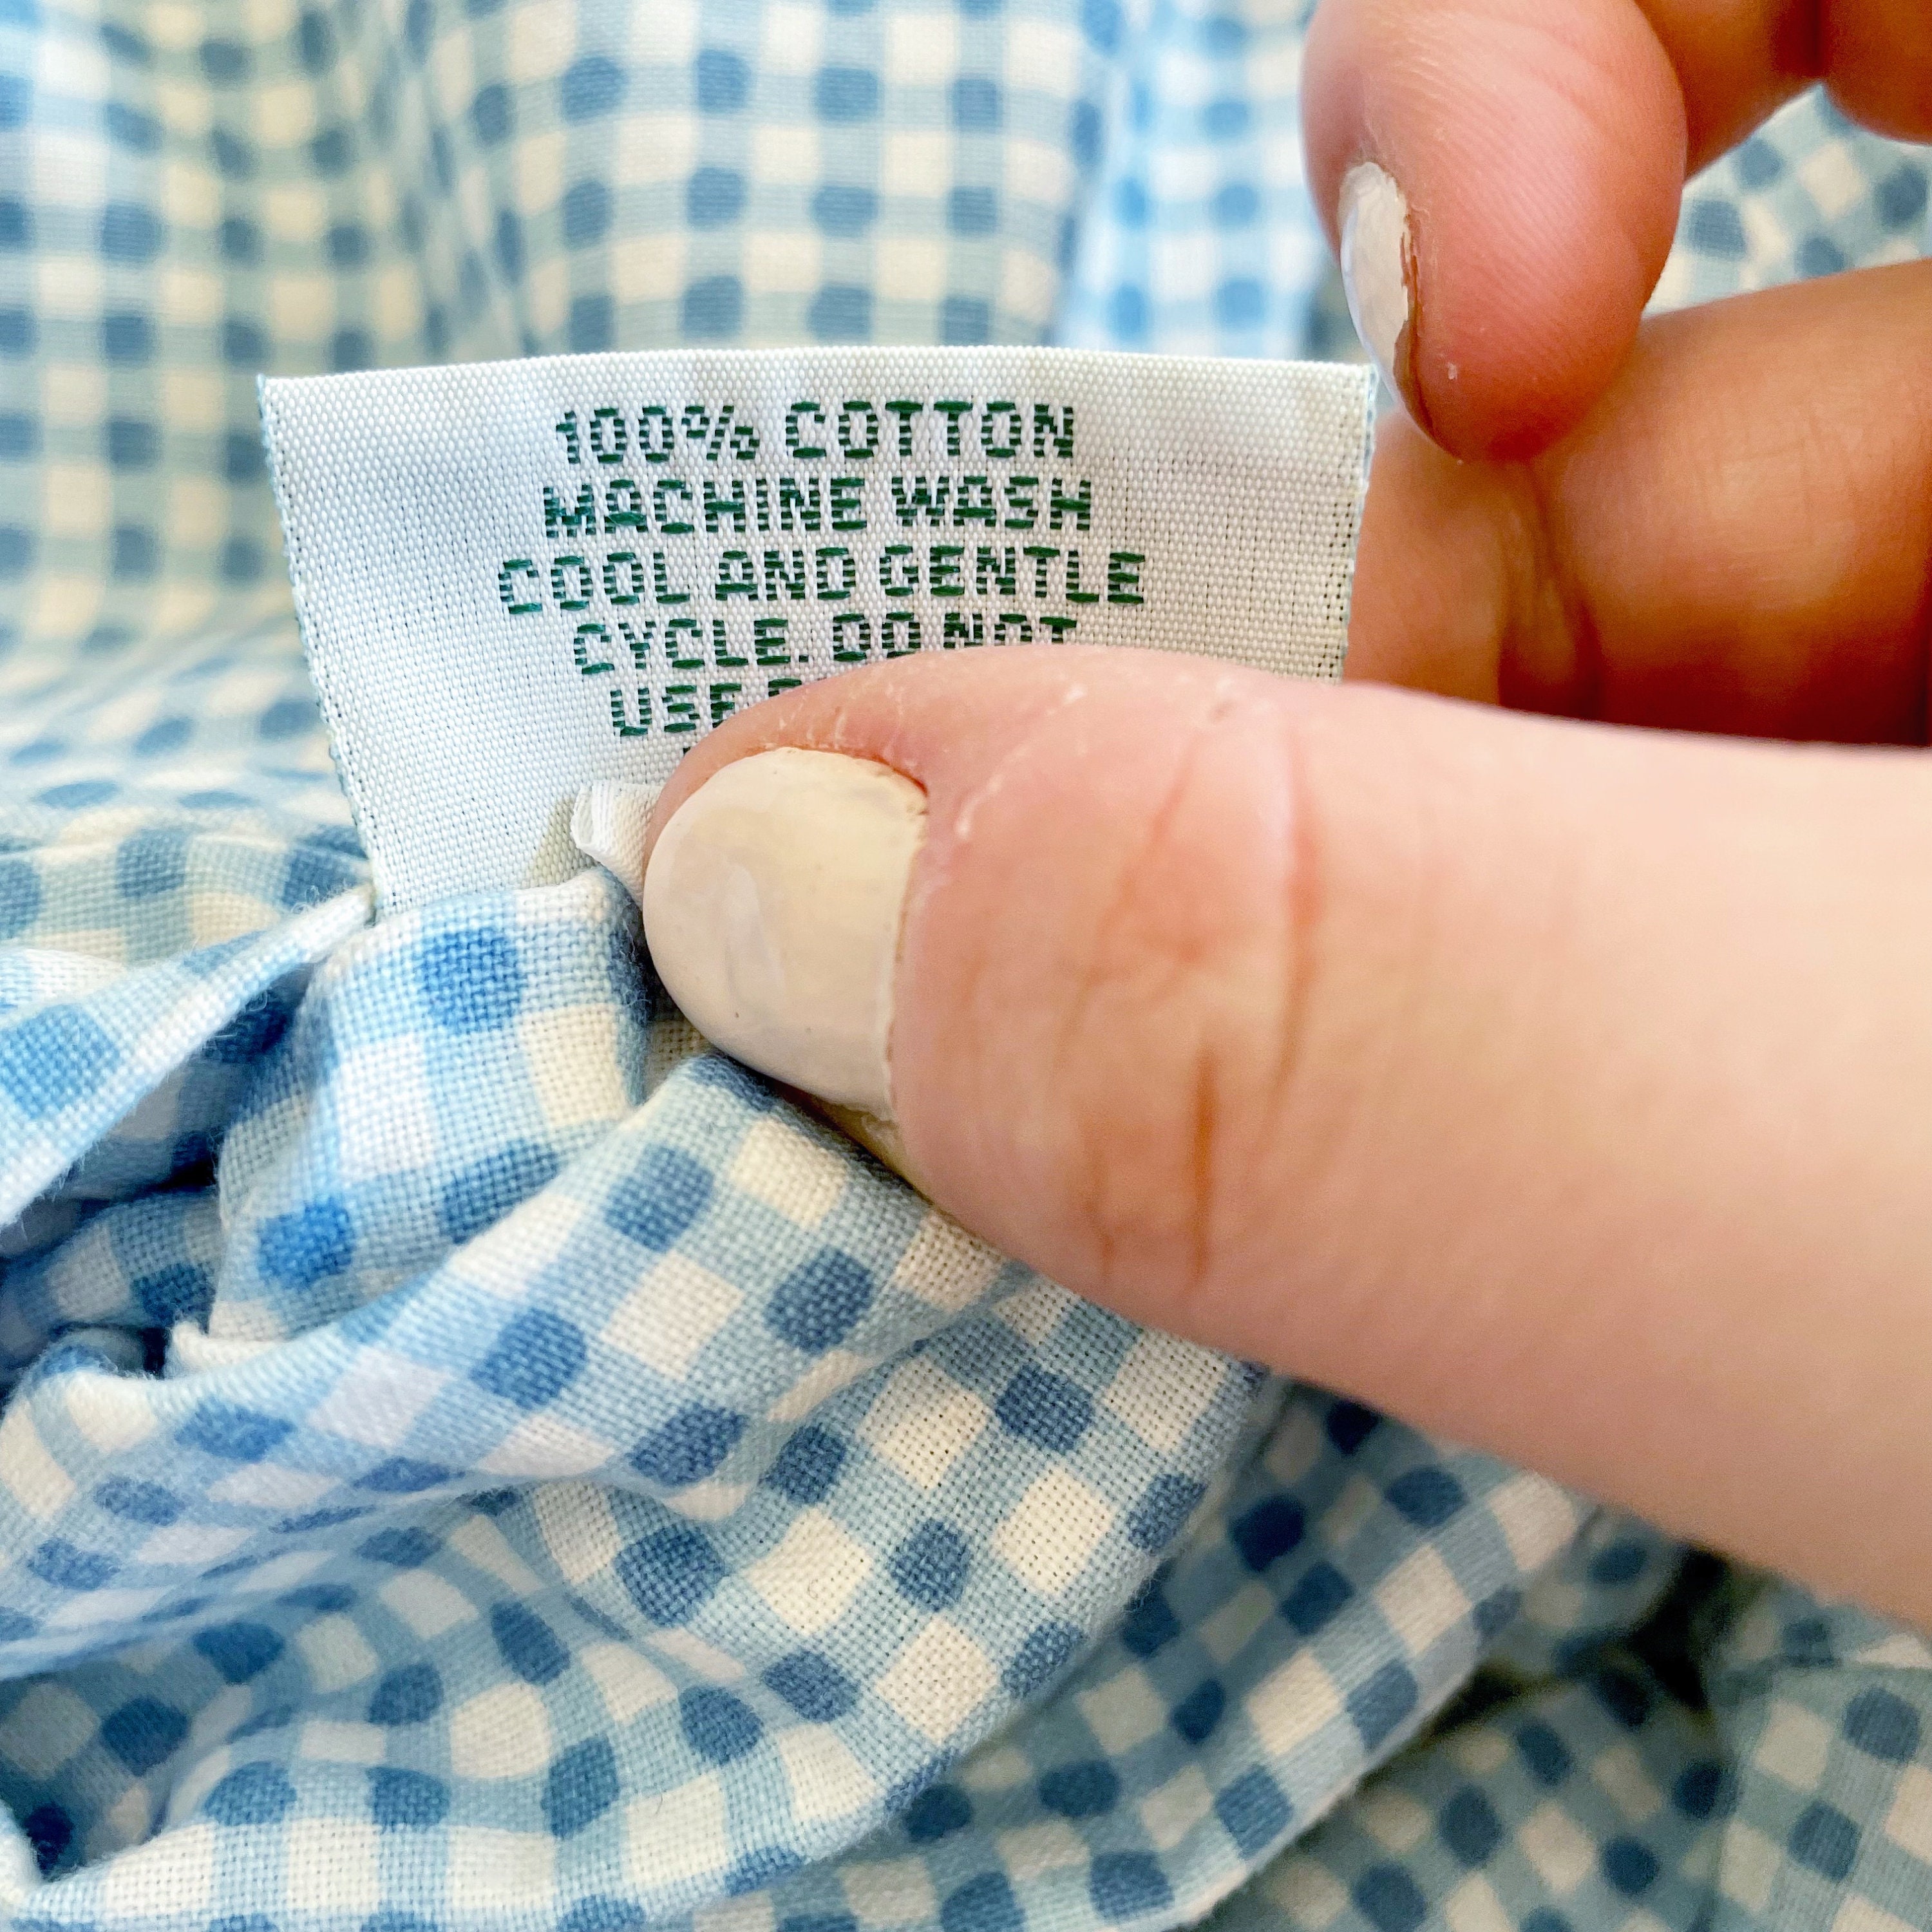 100% COTTON
MACHINE WASH
COOL AND GENTLE
CYCLE. DO NOT
USE